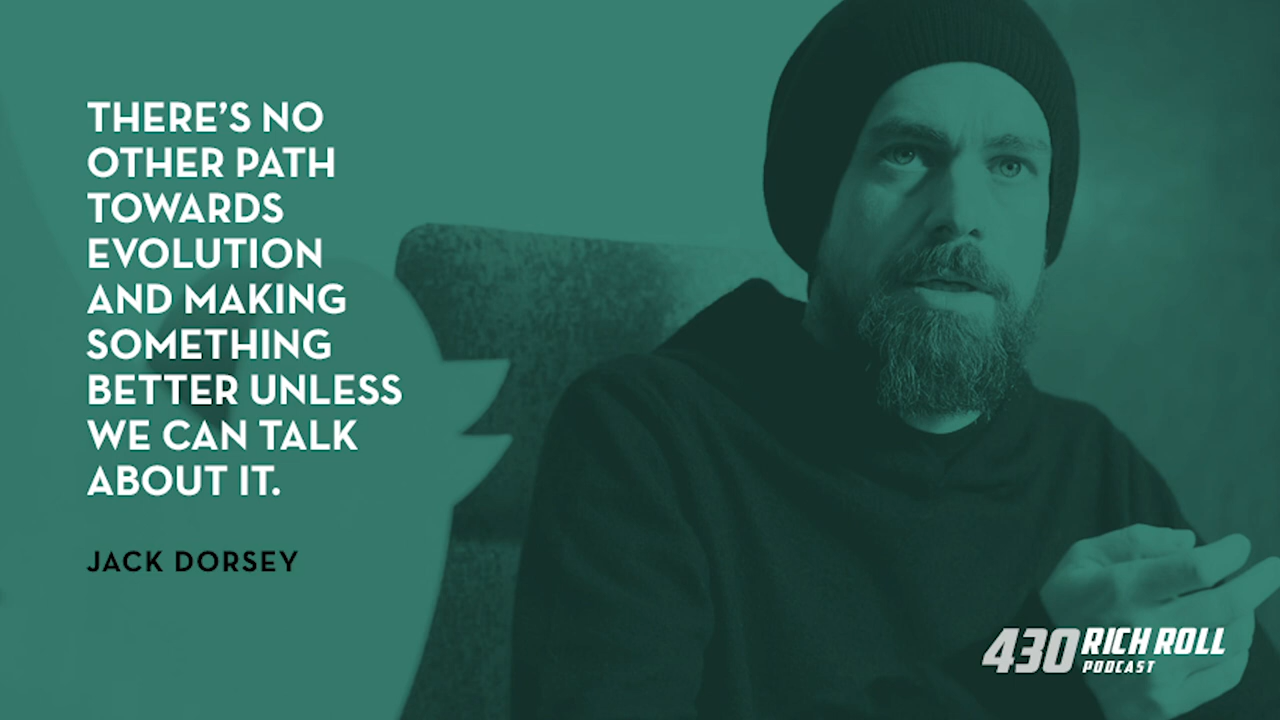 THERE'S NO
OTHER PATH
TOWARDS
EVOLUTION
AND MAKING
SOMETHING
BETTER UNLESS
WE CAN TALK
ABOUT IT.
JACK DORSEY
430 RICH ROLL
PODCAST